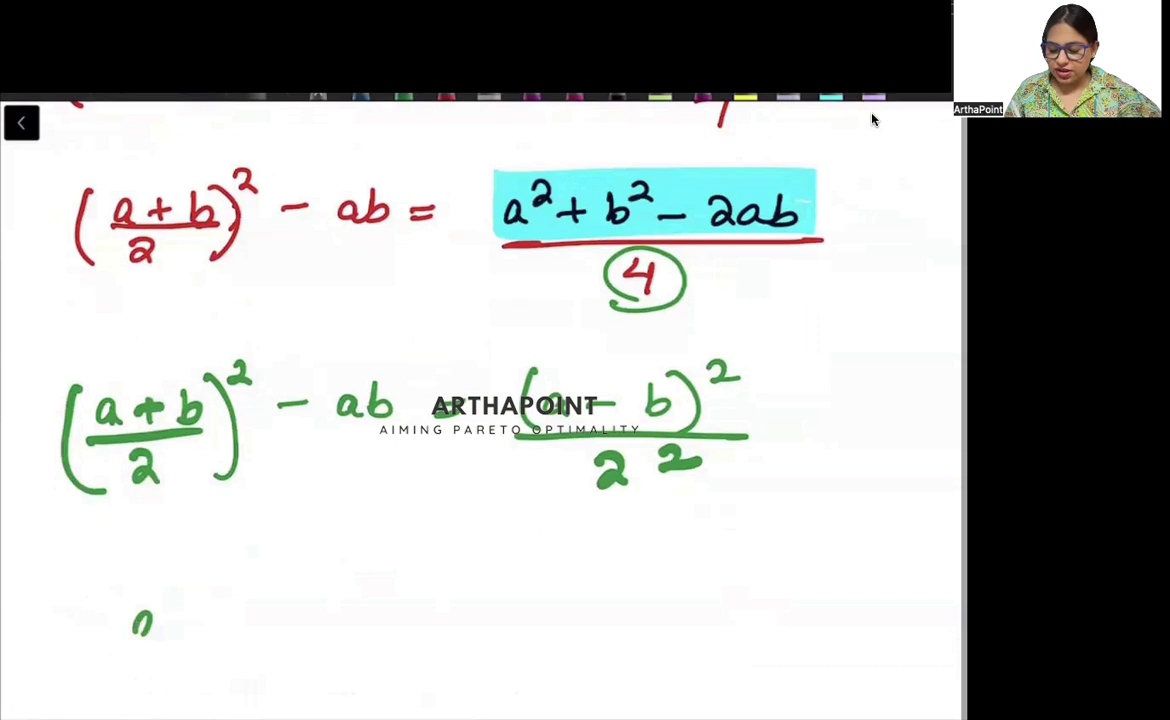 ArthaPoint
(a + b / 2)² − ab = a² + b² − 2ab / 4
(a + b / 2)² − ab = (a − b)² / 2²
ARTHAPOINT
AIMING PARETO OPTIMALITY